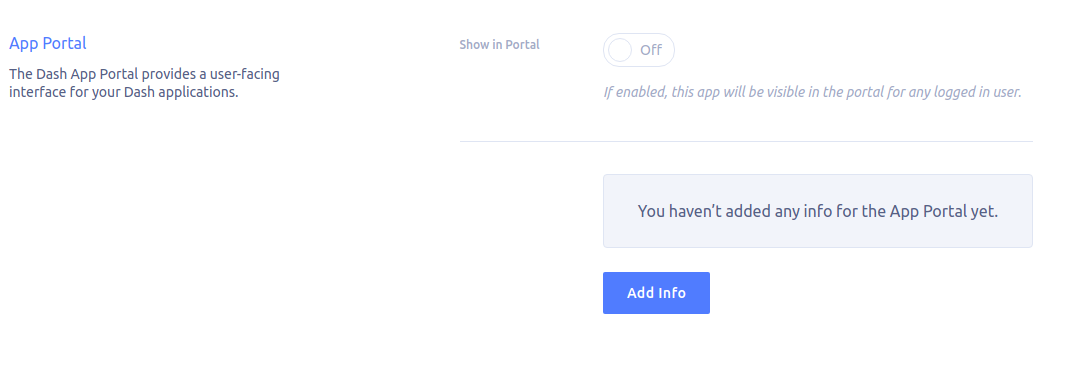 App Portal
The Dash App Portal provides a user-facing
interface for your Dash applications.
Show in Portal
Off
If enabled, this app will be visible in the portal for any logged in user.
You haven’t added any info for the App Portal yet.
Add Info